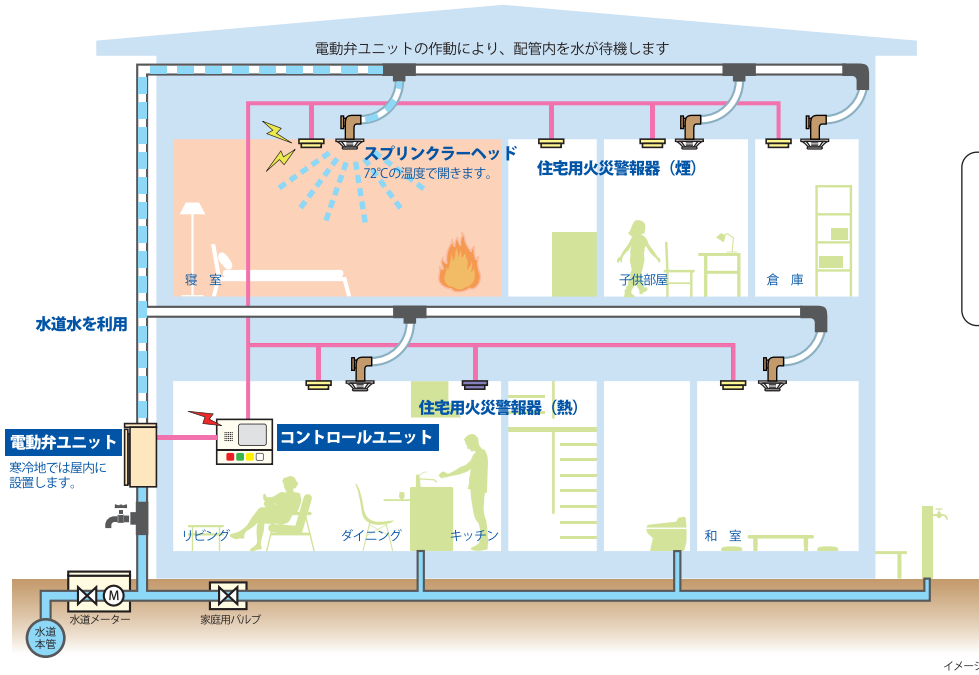 電動弁ユニットの作動により、配管内を水が待機します
スプリンクラーヘッド
72℃の温度で開きます。
住宅用火災警報器（煙）
寝　室
子供部屋
倉　庫
水道水を利用
住宅用火災警報器（熱）
電動弁ユニット
コントロールユニット
寒冷地では屋内に
設置します。
リビング
ダイニング
キッチン
和　室
M
水道メーター
家庭用バルブ
水道
本管
イメージ